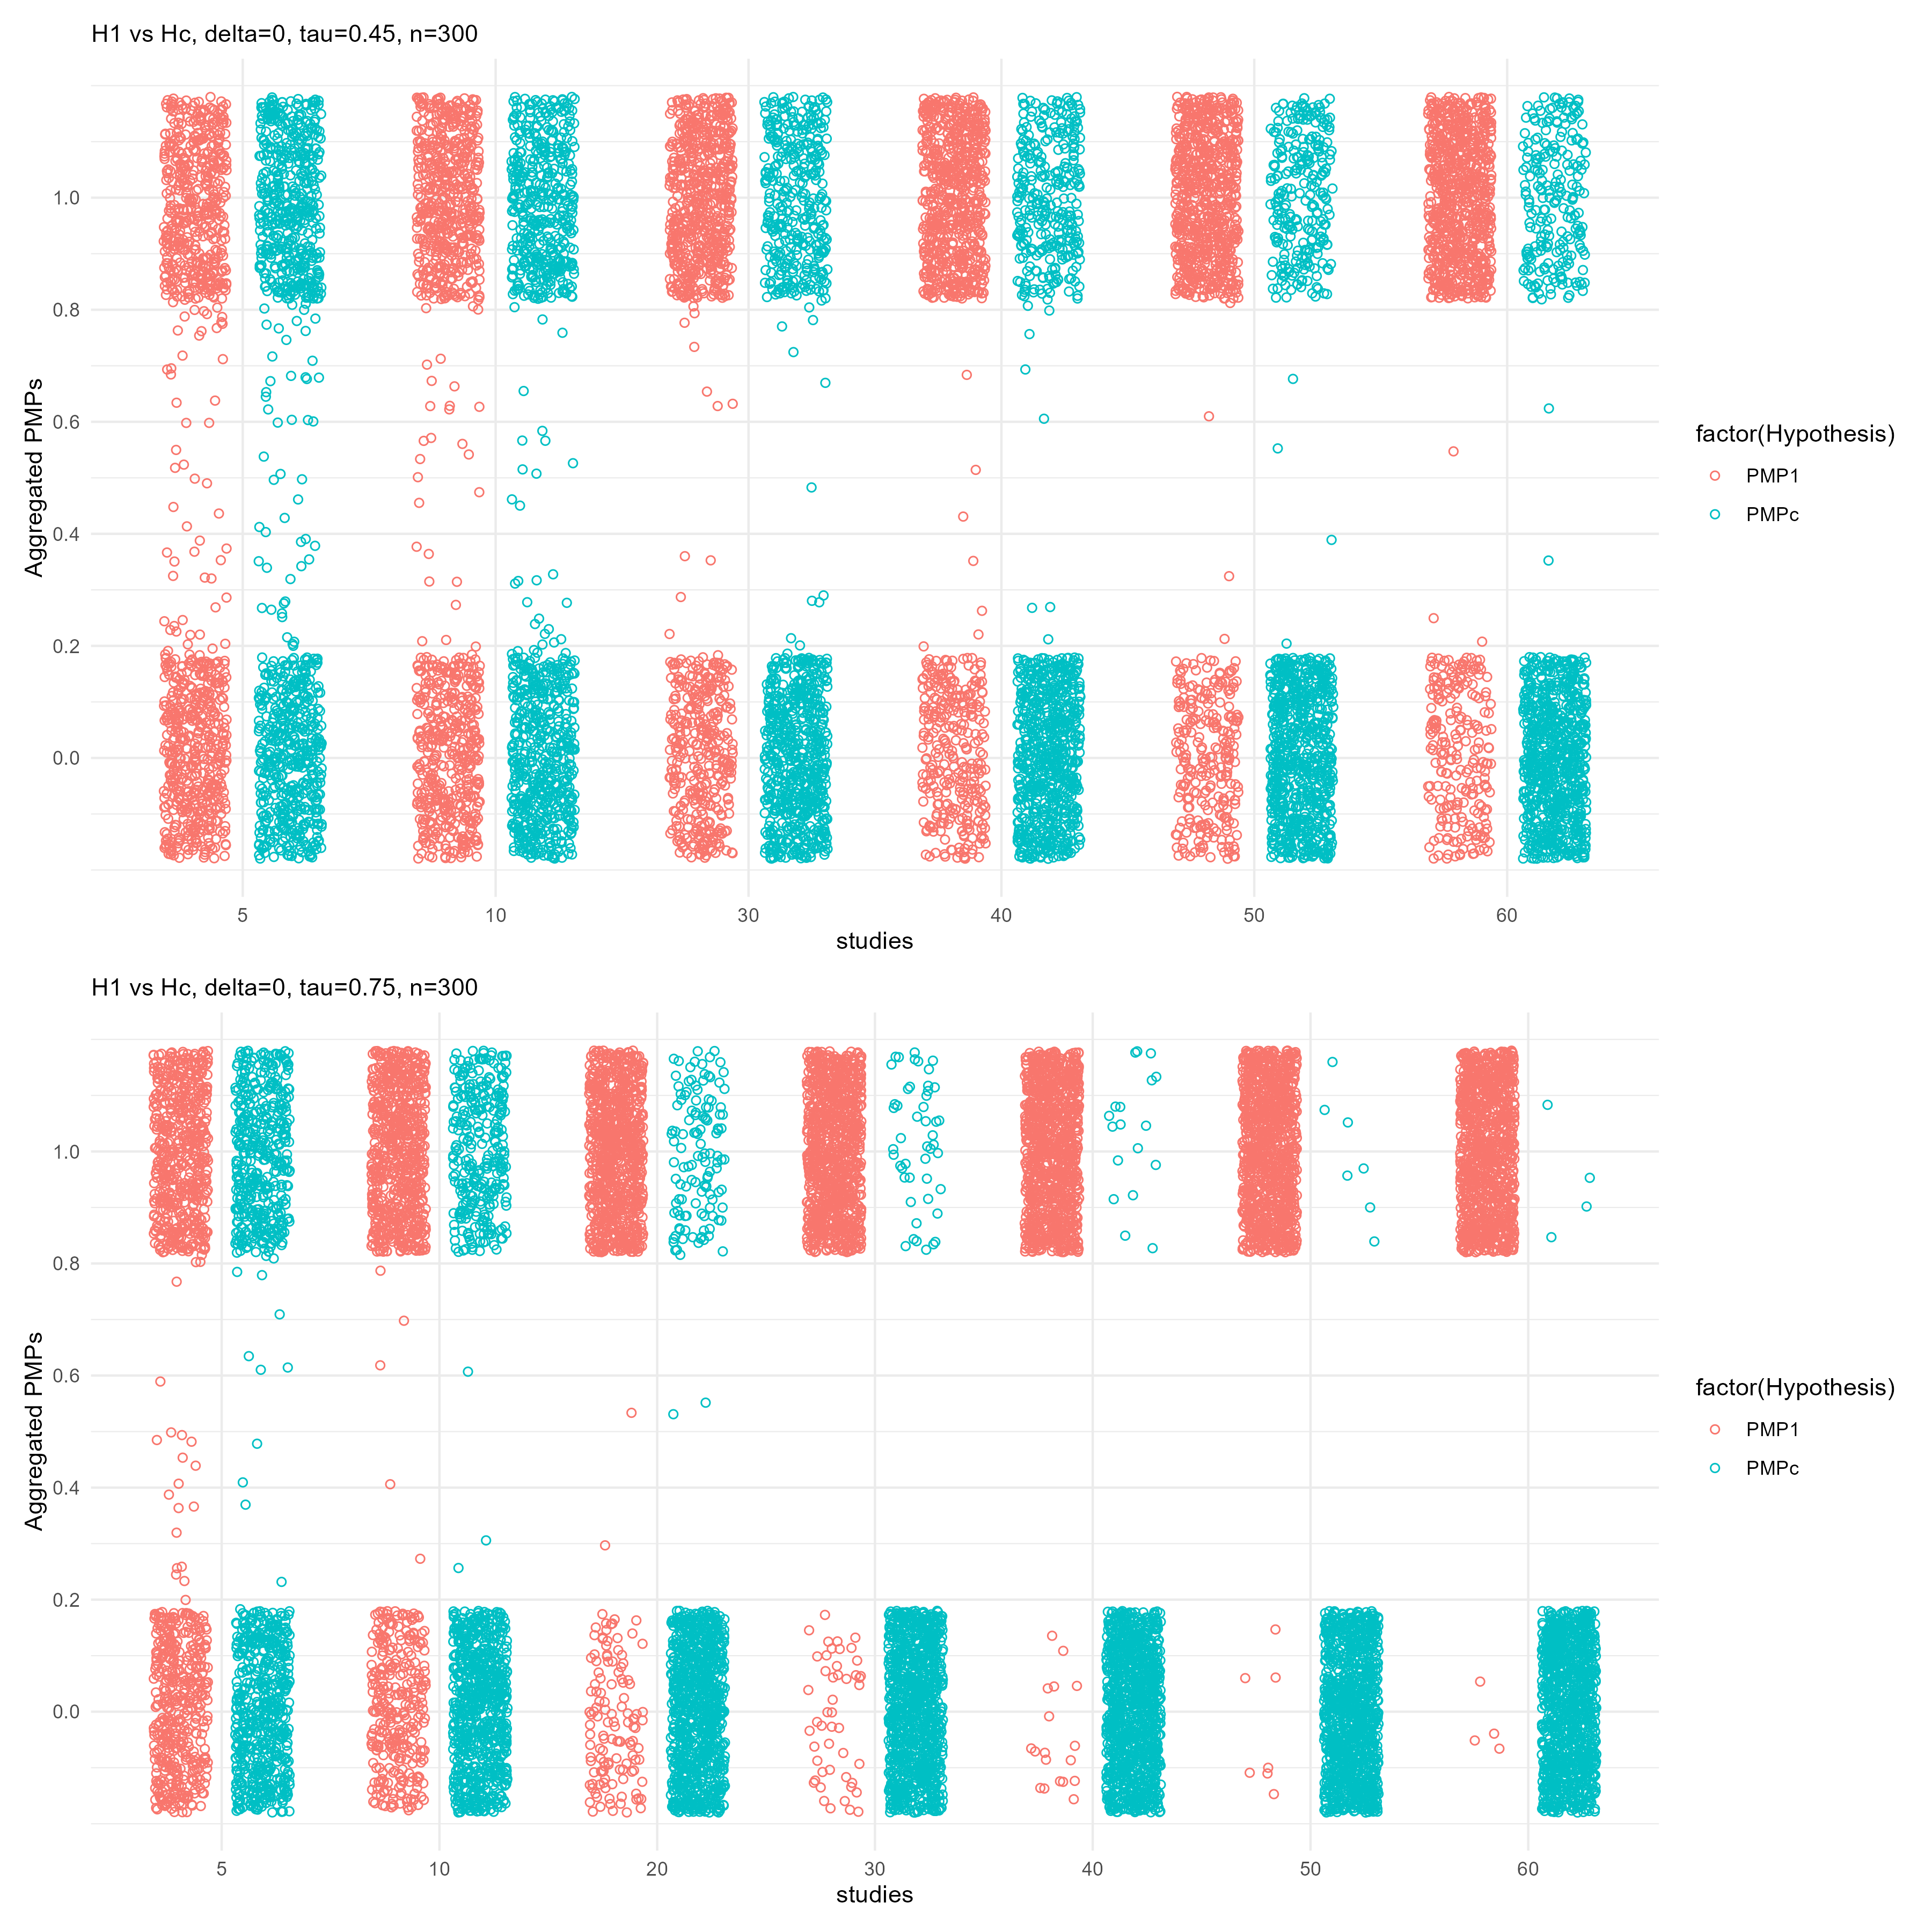 H1 vs Hc, delta=0, tau=0.45, n=300
Aggregated PMPs
1.0
0.8
0.6
0.4
0.2
0.0
5 10 30 40 50 60
studies
factor(Hypothesis)
PMP1
PMPc
H1 vs Hc, delta=0, tau=0.75, n=300
Aggregated PMPs
1.0
0.8
0.6
0.4
0.2
0.0
5 10 20 30 40 50 60
studies
factor(Hypothesis)
PMP1
PMPc